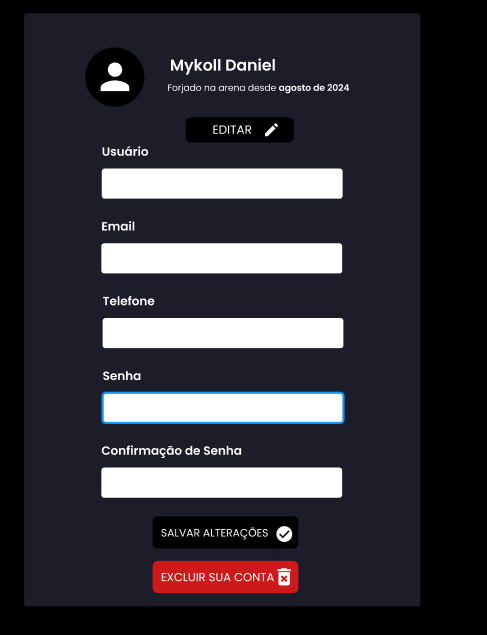 Mykoll Daniel
Forjado na arena desde agosto de 2024
EDITAR
Usuário
Email
Telefone
Senha
Confirmação de Senha
SALVAR ALTERAÇÕES
EXCLUIR SUA CONTA